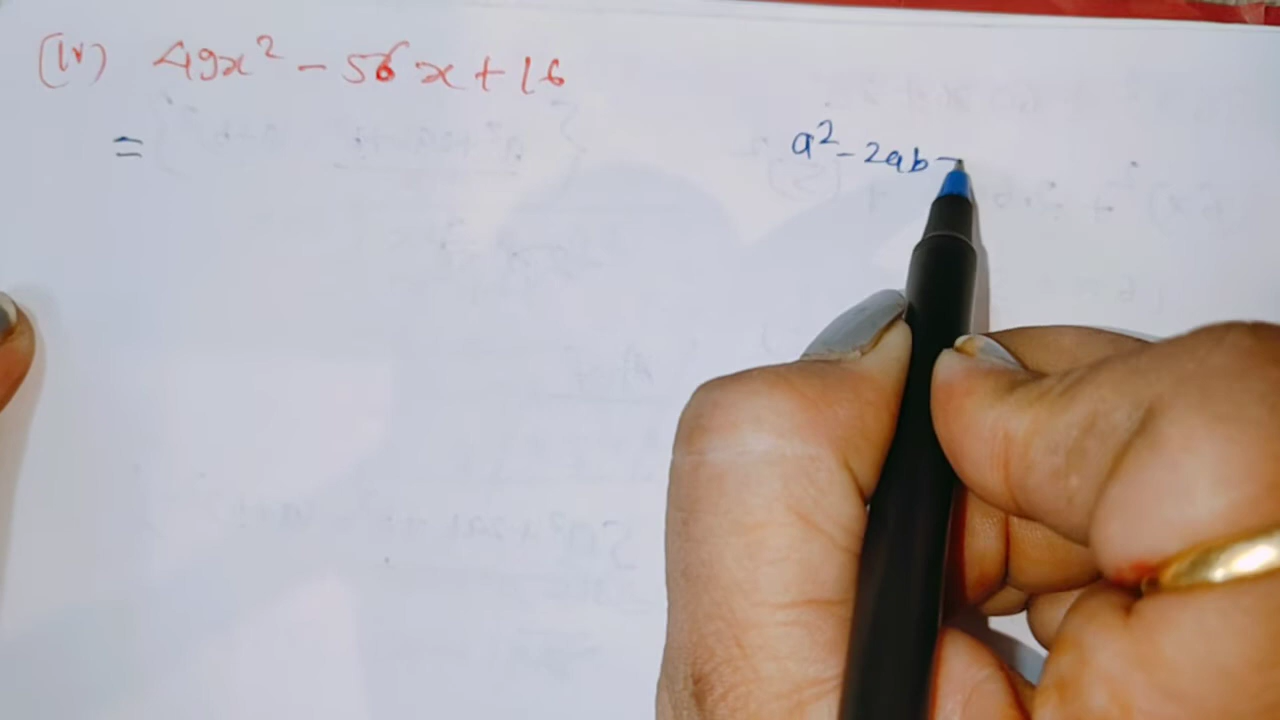 (iv) 49x² - 56x + 16
=
a² - 2ab